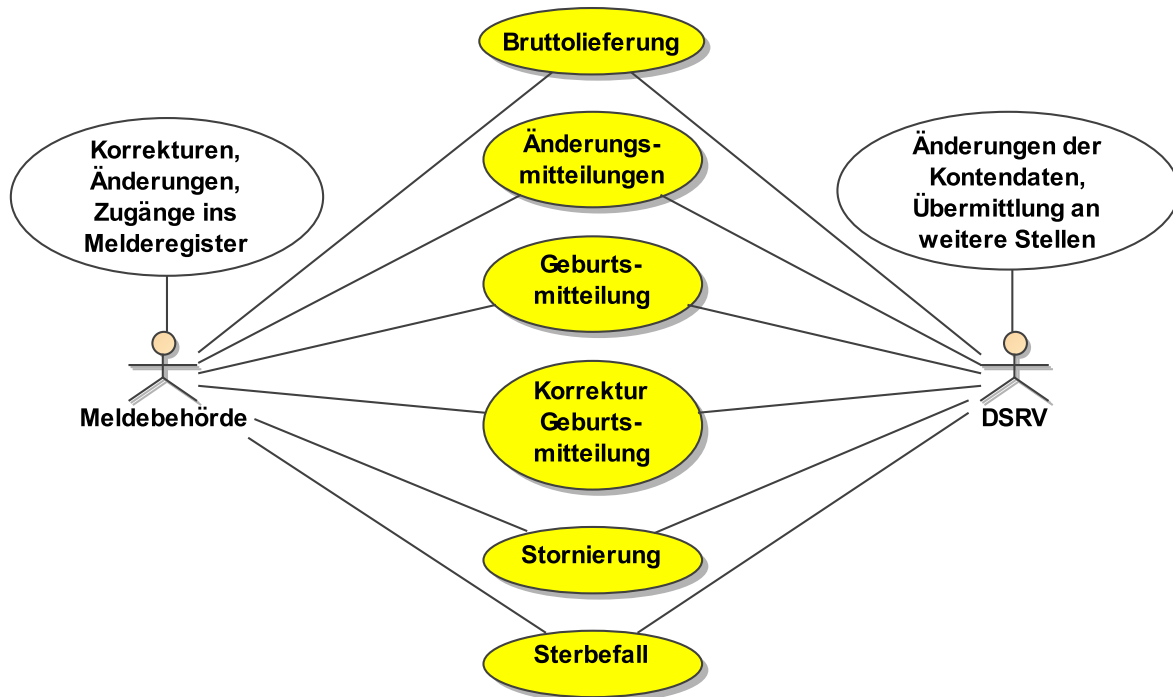 Bruttolieferung
Korrekturen,
Änderungen,
Zugänge ins
Melderegister
Änderungs-
mitteilungen
Änderungen der
Kontendaten,
Übermittlung an
weitere Stellen
Geburts-
mitteilung
Meldebehörde
Korrektur
Geburts-
mitteilung
DSRV
Stornierung
Sterbefall